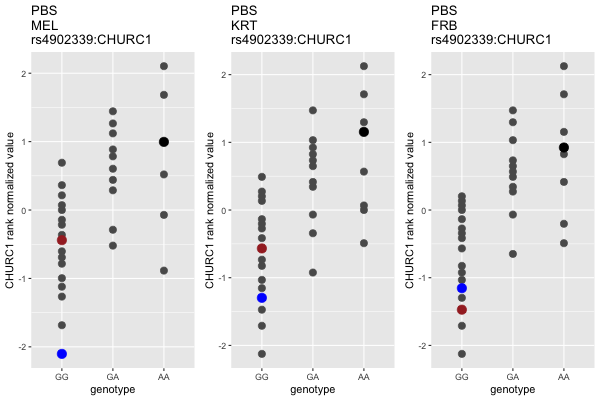 PBS
MEL
rs4902339:CHURC1
CHURC1 rank normalized value
2
1
0
-1
-2
GG GA AA
genotype
PBS
KRT
rs4902339:CHURC1
CHURC1 rank normalized value
2
1
0
-1
-2
GG GA AA
genotype
PBS
FRB
rs4902339:CHURC1
CHURC1 rank normalized value
2
1
0
-1
-2
GG GA AA
genotype